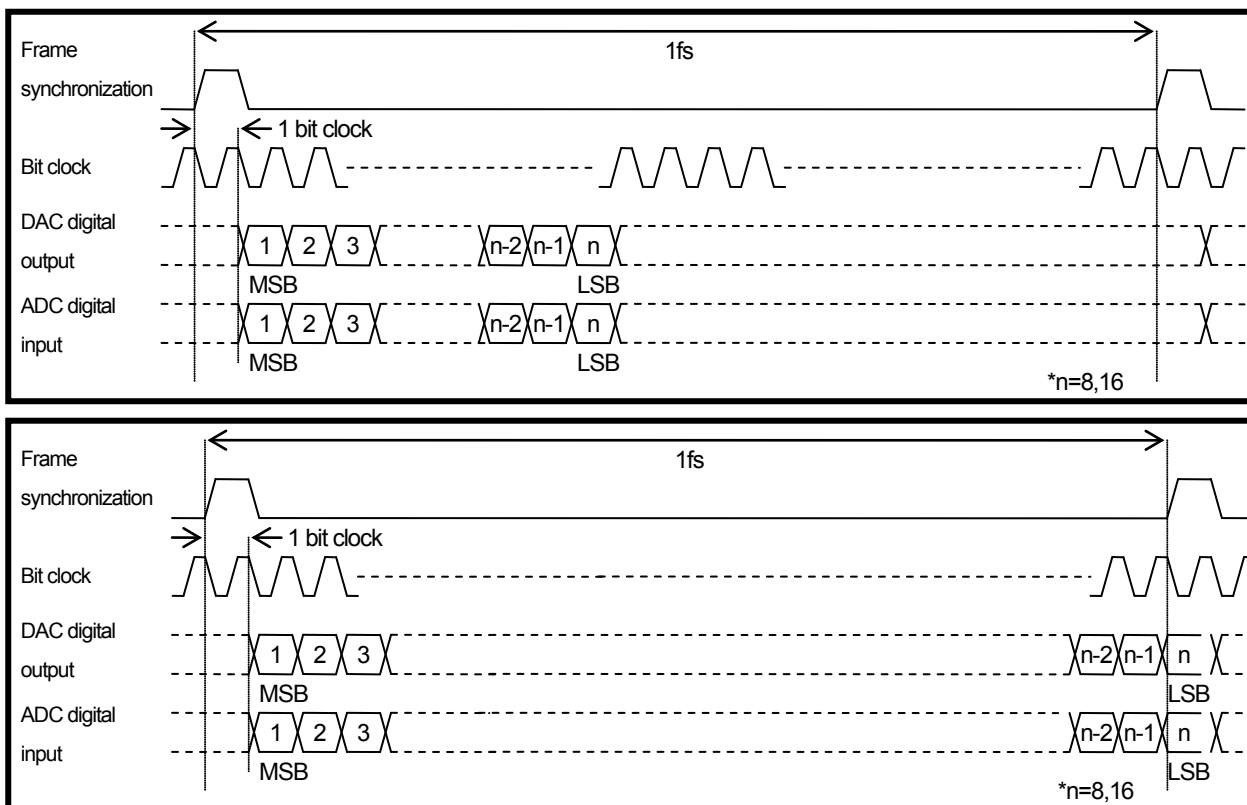 1fs
Frame
synchronization
1 bit clock
Bit clock
DAC digital
output
1 2 3 n-2 n-1 n
MSB LSB
ADC digital
input
1 2 3 n-2 n-1 n
MSB LSB
*n=8,16
1fs
Frame
synchronization
1 bit clock
Bit clock
DAC digital
output
1 2 3 n-2 n-1 n
MSB LSB
ADC digital
input
1 2 3 n-2 n-1 n
MSB LSB
*n=8,16